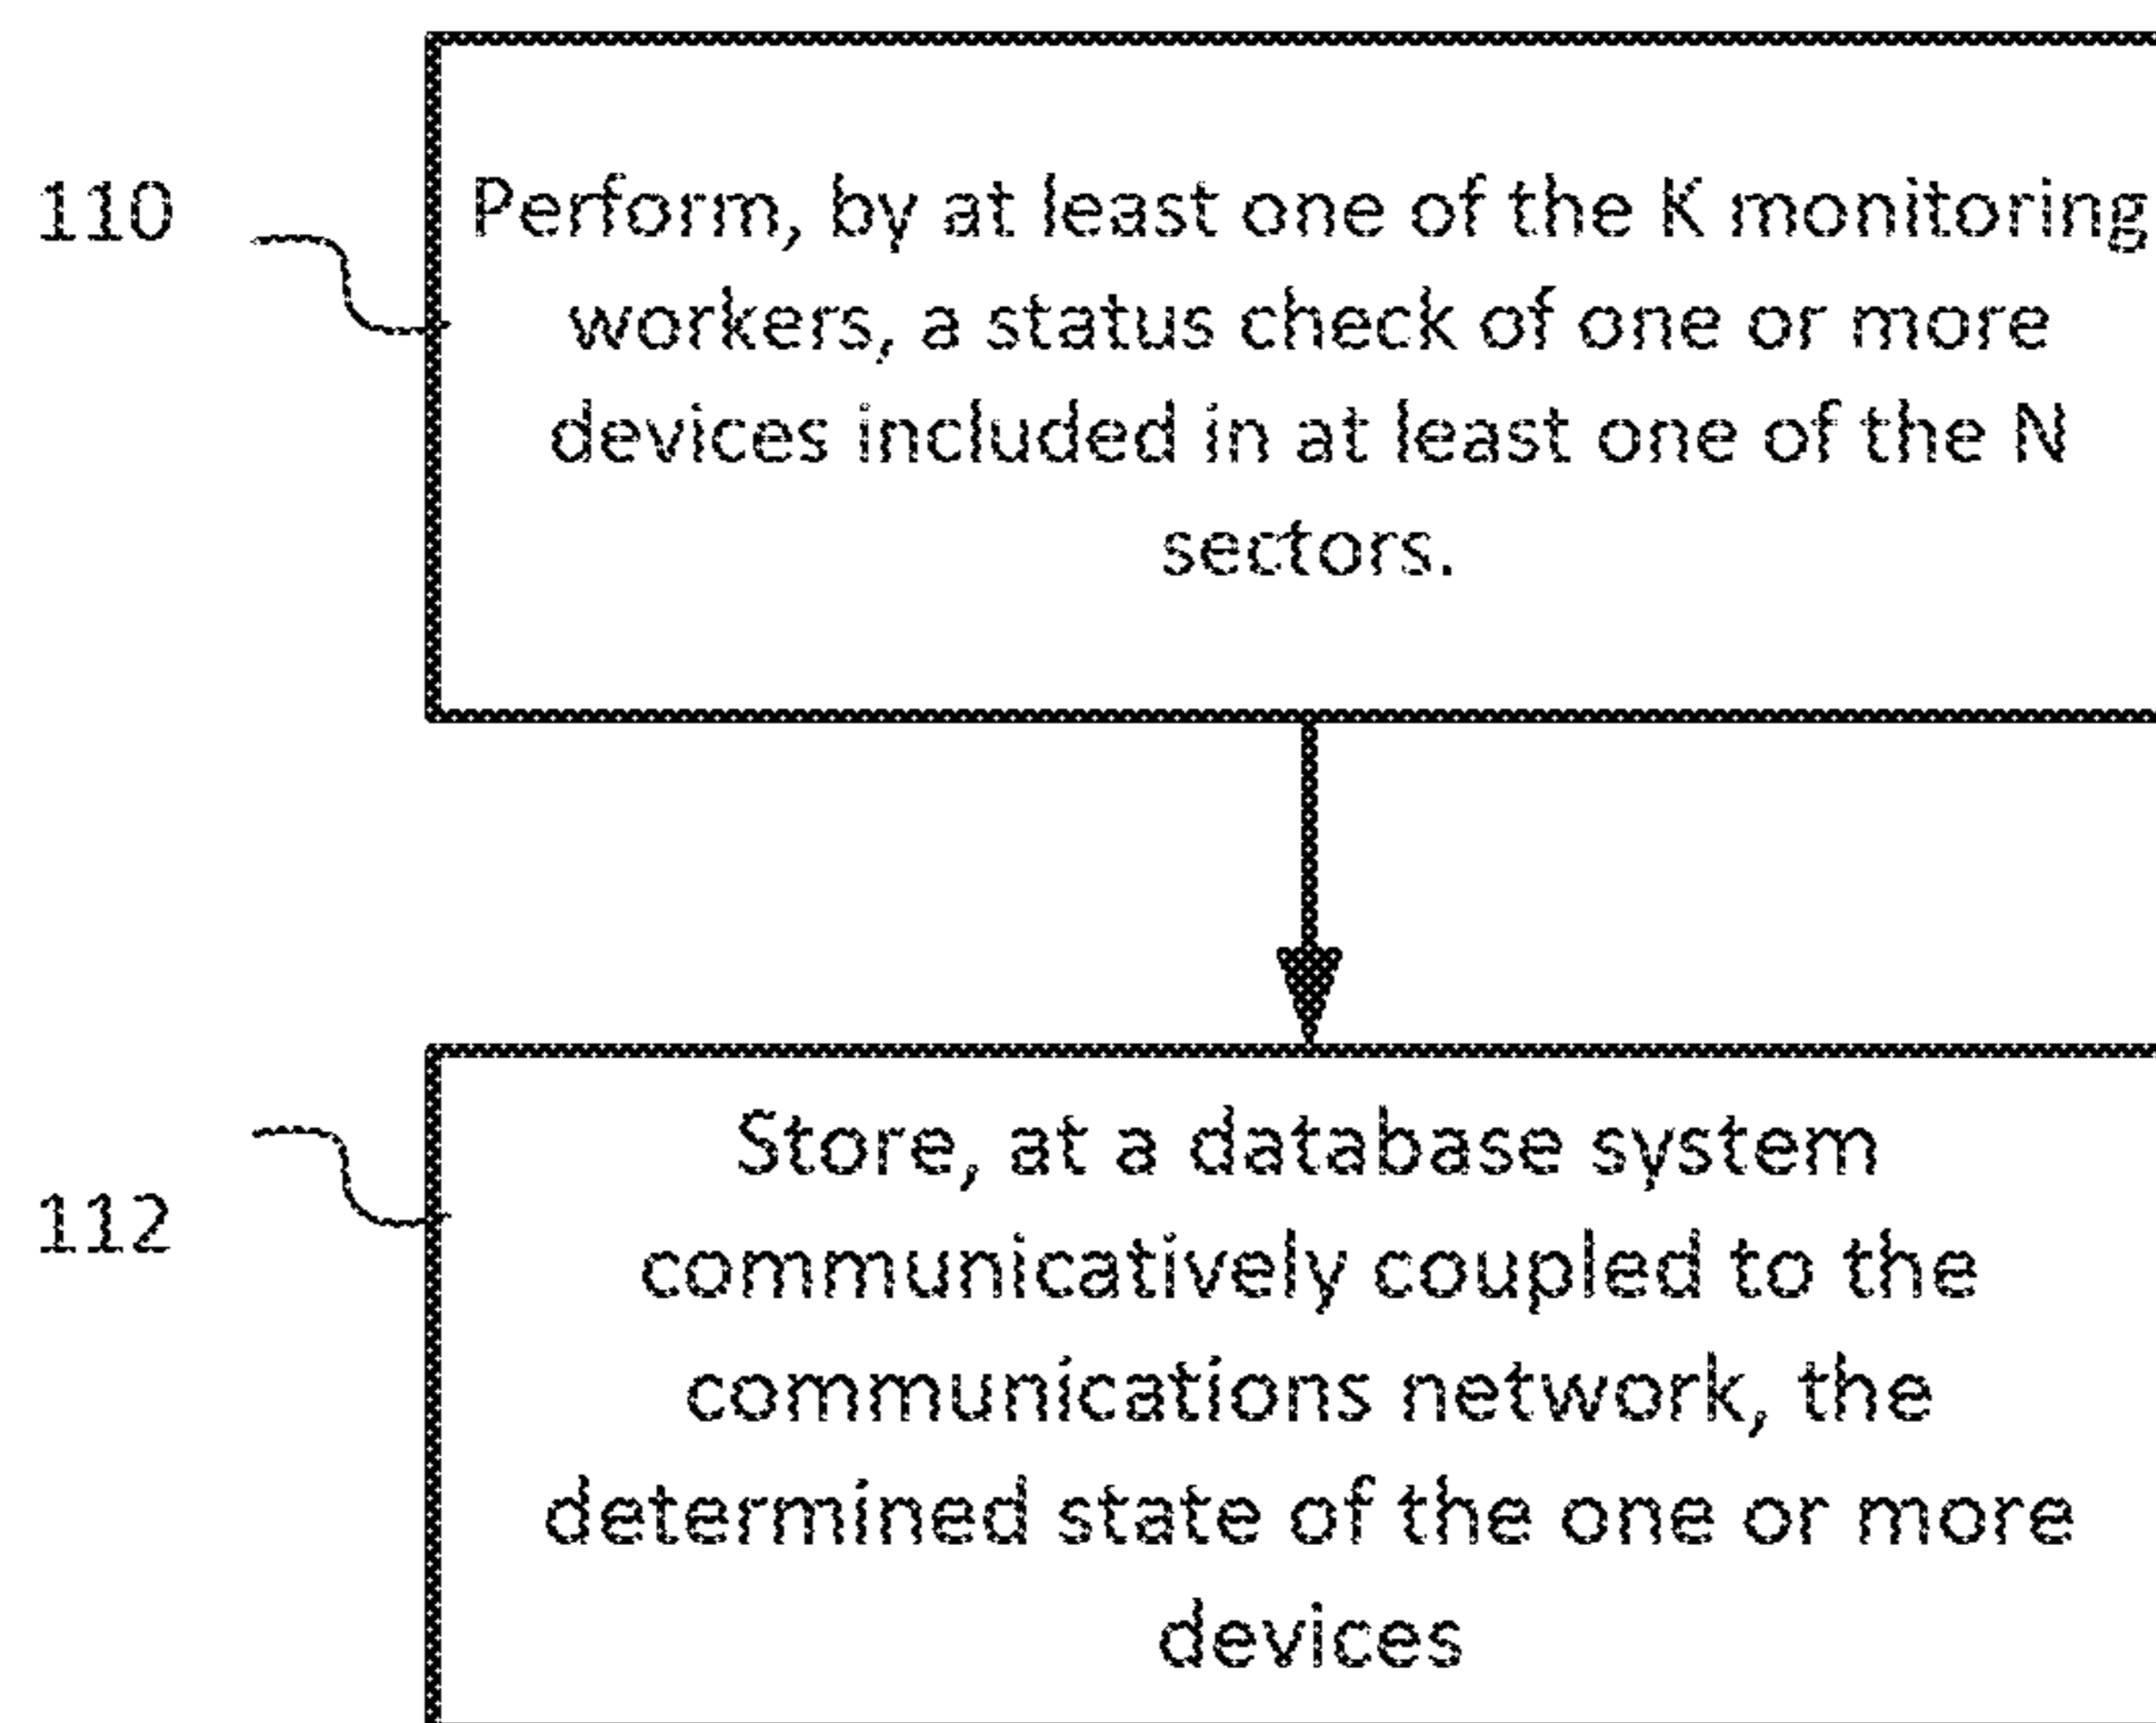 110
Perform, by at least one of the K monitoring
workers, a status check of one or more
devices included in at least one of the N
sectors.
112
Store, at a database system
communicatively coupled to the
communications network, the
determined state of the one or more
devices